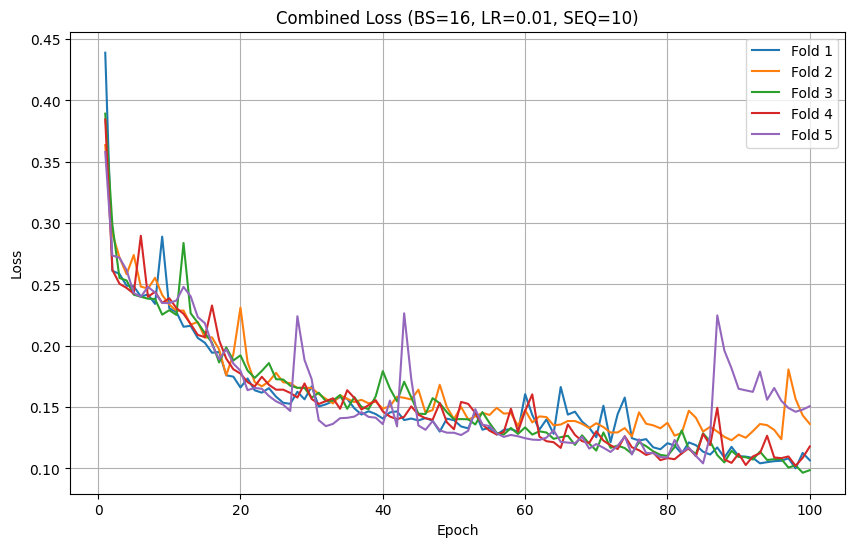 Combined Loss (BS=16, LR=0.01, SEQ=10)
0.45
0.40
0.35
0.30
0.25
0.20
0.15
0.10
Loss
0
20
40
60
80
100
Epoch
Fold 1
Fold 2
Fold 3
Fold 4
Fold 5